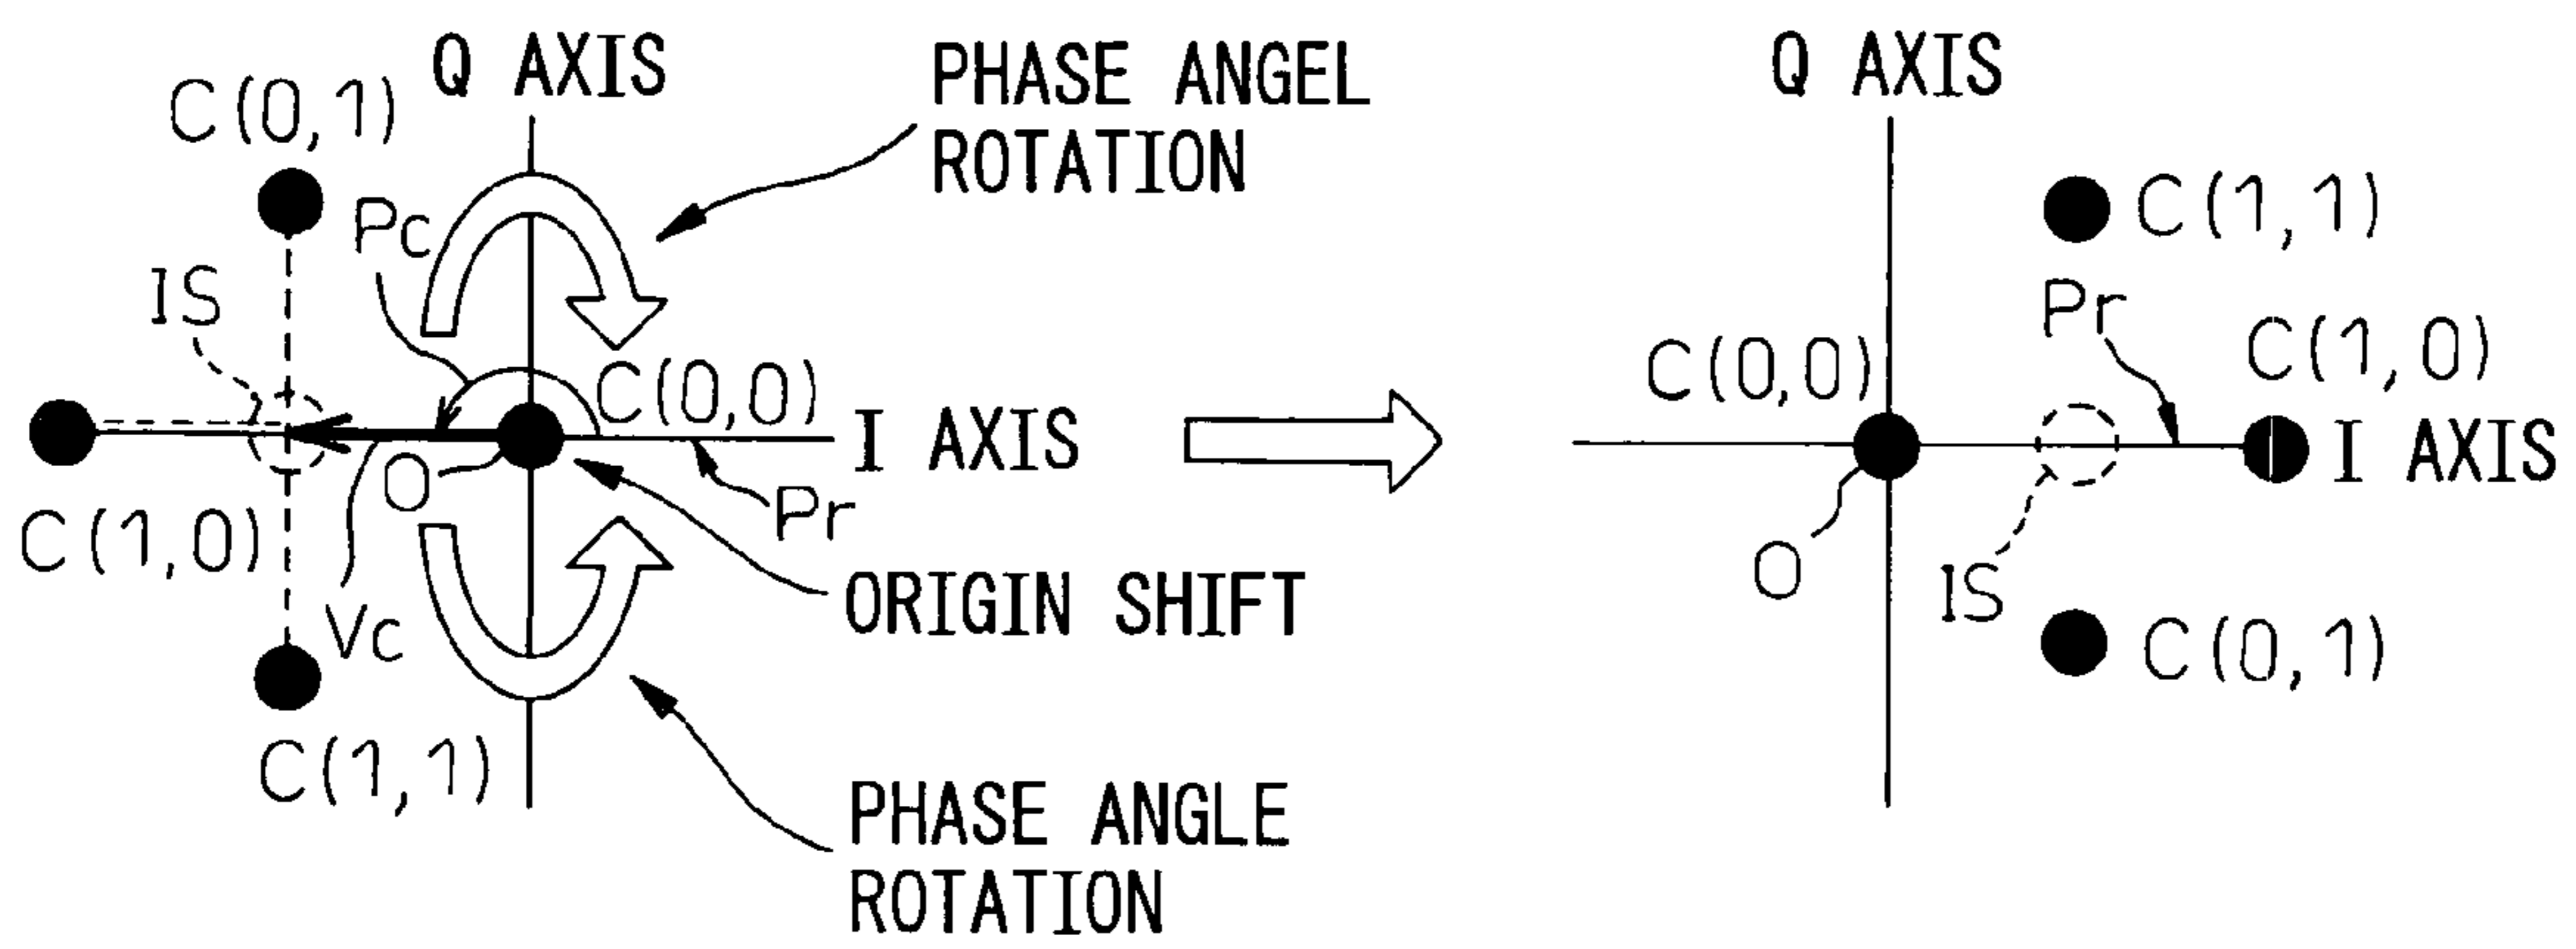 Q AXIS
C(0,1)
PHASE ANGEL
ROTATION
Pc
IS
C(0,0)
I AXIS
O
Pr
C(1,0)
Vc
ORIGIN SHIFT
C(1,1)
PHASE ANGLE
ROTATION
Q AXIS
C(1,1)
Pr
C(0,0)
C(1,0)
I AXIS
O
IS
C(0,1)